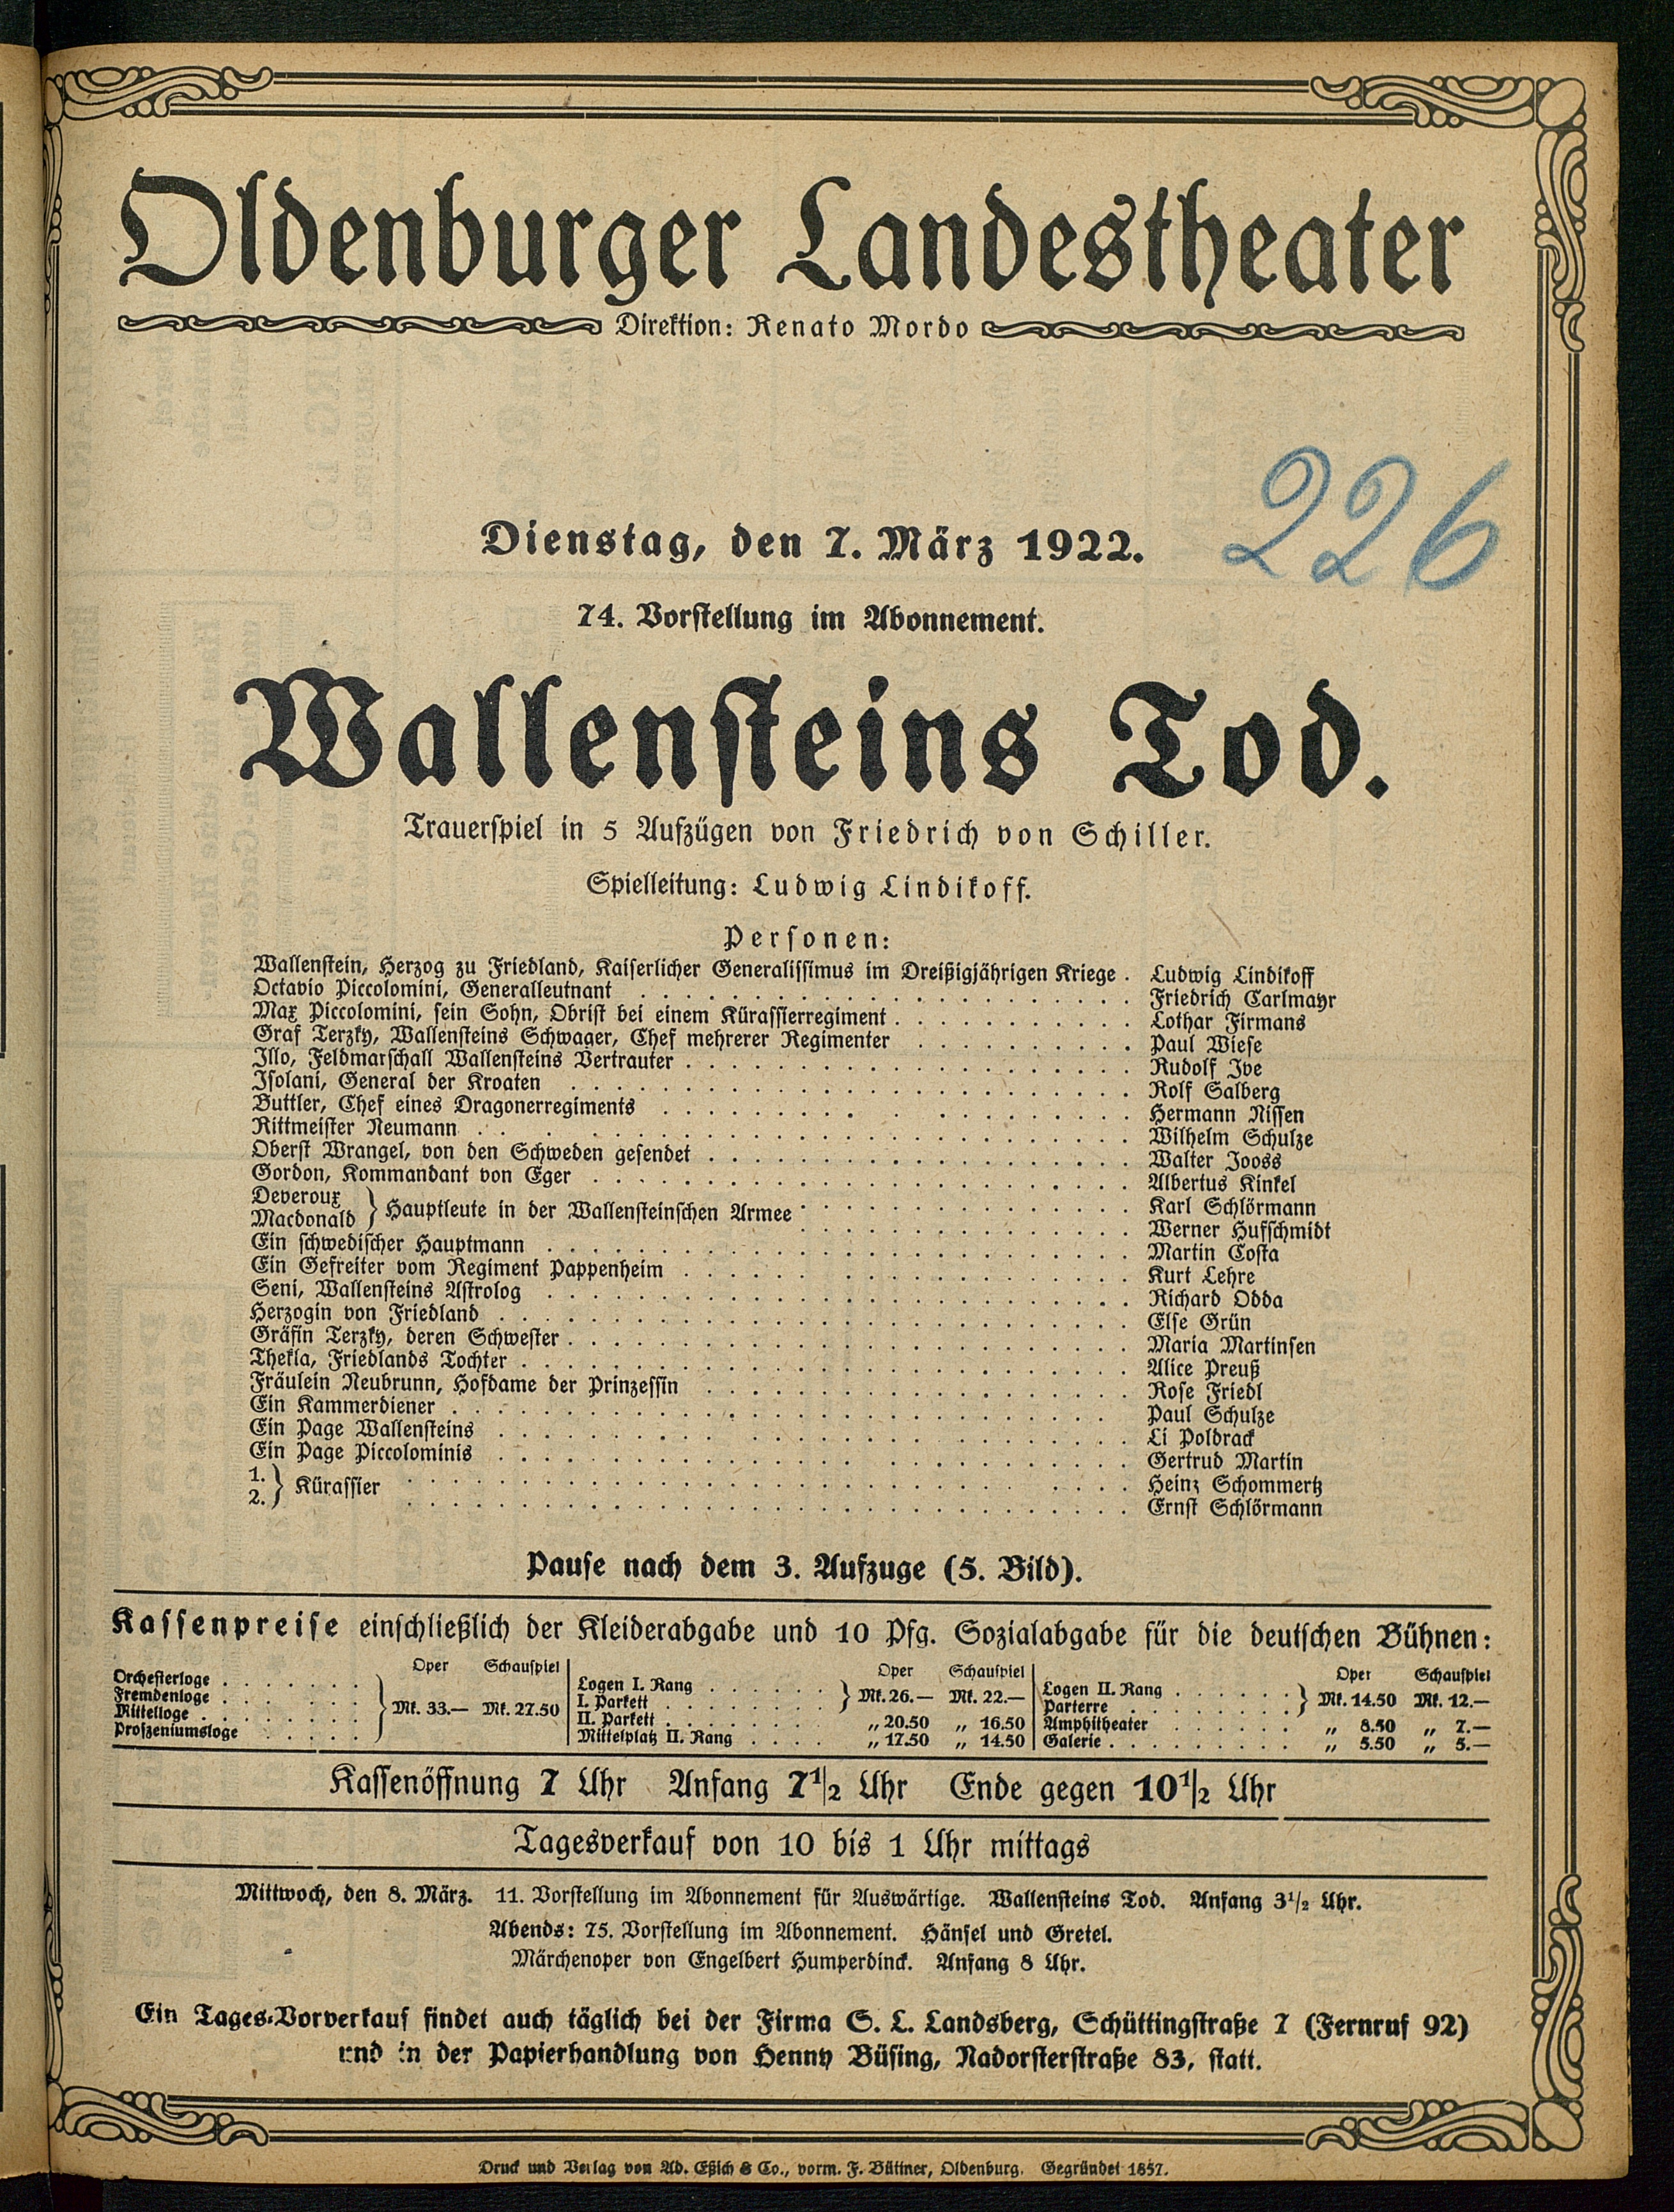 Oldenburger Landestheater
Direktion: Renato Mordo
226
Dienstag, den 7. März 1922.
74. Vorstellung im Abonnement.
Wallensteins Tod.
Trauerspiel in 5 Aufzügen von Friedrich von Schiller.
Spielleitung: Ludwig Lindikoff.
Personen:
Wallenstein, Herzog zu Friedland, Kaiserlicher Generalissimus im Dreißigjährigen Kriege . Ludwig Lindikoff
Octavio Piccolomini, Generalleutnant . . . Friedrich Carlmayr
Max Piccolomini, sein Sohn, Obrist bei einem Kürassierregiment . . . Lothar Firmans
Graf Terzky, Wallensteins Schwager, Chef mehrerer Regimenter . . . Paul Wiese
Illo, Feldmarschall Wallensteins Vertrauter . . . Rudolf Ive
Isolani, General der Kroaten . . . Rolf Salberg
Buttler, Chef eines Dragonerregiments . . . Hermann Nissen
Rittmeister Neumann . . . Wilhelm Schulze
Oberst Wrangel, von den Schweden gesendet . . . Walter Jooss
Gordon, Kommandant von Eger . . . Albertus Kinkel
Deveroux } Hauptleute in der Wallensteinschen Armee . . . Karl Schlörmann
Macdonald . . . Werner Hufschmidt
Ein schwedischer Hauptmann . . . Martin Costa
Ein Gefreiter vom Regiment Pappenheim . . . Kurt Lehre
Seni, Wallensteins Astrolog . . . Richard Odda
Herzogin von Friedland . . . Else Grün
Gräfin Terzky, deren Schwester . . . Maria Martinsen
Thekla, Friedlands Tochter . . . Alice Preuß
Fräulein Neubrunn, Hofdame der Prinzessin . . . Rose Friedl
Ein Kammerdiener . . . Paul Schulze
Ein Page Wallensteins . . . Li Poldrack
Ein Page Piccolominis . . . Gertrud Martin
1. } Kürassier . . . Heinz Schommertz
2. . . . Ernst Schlörmann
Pause nach dem 3. Aufzuge (5. Bild).
Kassenpreise einschließlich der Kleiderabgabe und 10 Pfg. Sozialabgabe für die deutschen Bühnen:
Oper Schauspiel
Orchesterloge . . .
Fremdenloge . . .
Mittelloge . . .
Proszeniumsloge . . .
} Mk. 33.— Mk. 27.50
Oper Schauspiel
Logen I. Rang . . .
I. Parkett . . .
} Mk. 26.— Mk. 22.—
II. Parkett . . . „ 20.50 „ 16.50
Mittelplatz II. Rang . . . „ 17.50 „ 14.50
Oper Schauspiel
Logen II. Rang . . .
Parterre . . .
} Mk. 14.50 Mk. 12.—
Amphitheater . . . „ 8.50 „ 7.—
Galerie . . . „ 5.50 „ 5.—
Kassenöffnung 7 Uhr Anfang 7 1/2 Uhr Ende gegen 10 1/2 Uhr
Tagesverkauf von 10 bis 1 Uhr mittags
Mittwoch, den 8. März. 11. Vorstellung im Abonnement für Auswärtige. Wallensteins Tod. Anfang 3 1/2 Uhr.
Abends: 75. Vorstellung im Abonnement. Hänsel und Gretel.
Märchenoper von Engelbert Humperdinck. Anfang 8 Uhr.
Ein Tages-Vorverkauf findet auch täglich bei der Firma S. L. Landsberg, Schüttingstraße 7 (Fernruf 92)
und in der Papierhandlung von Henny Büsing, Nadorsterstraße 83, statt.
Druck und Verlag von Ad. Eßich & Co., vorm. F. Büttner, Oldenburg. Gegründet 1857.